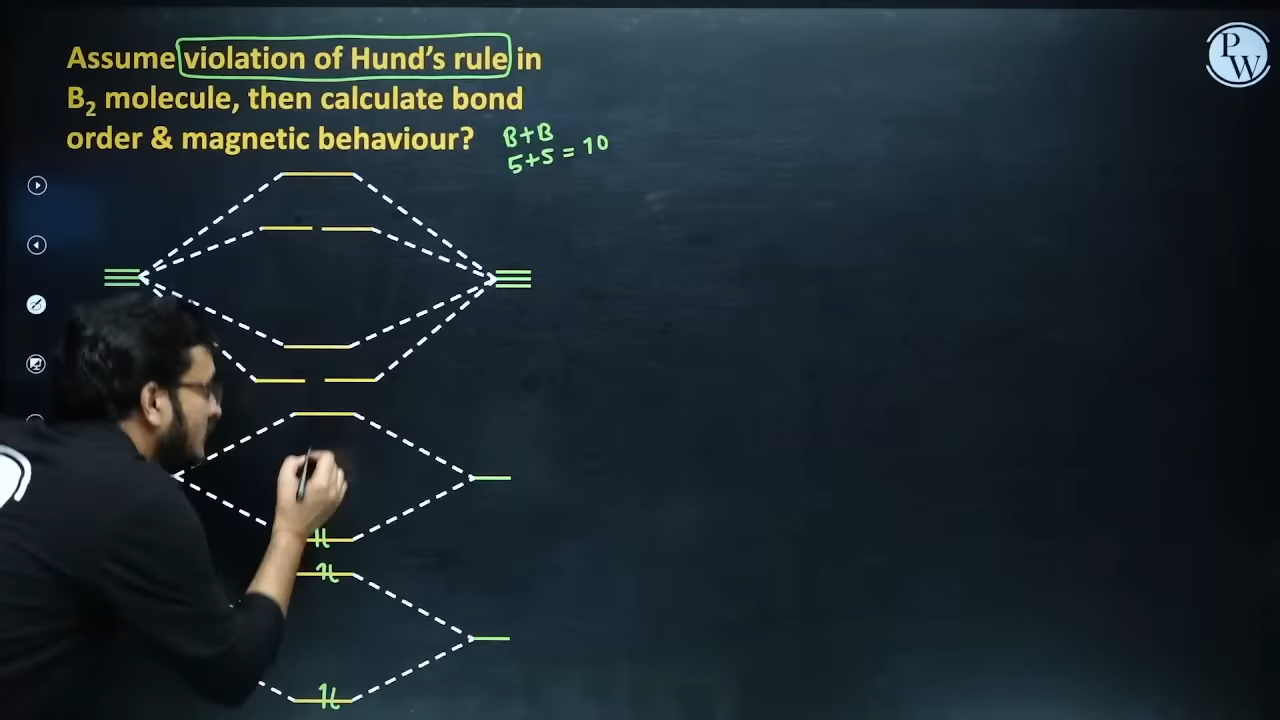 Assume violation of Hund’s rule in
B₂ molecule, then calculate bond
order & magnetic behaviour?
B+B
5+5 = 10
PW